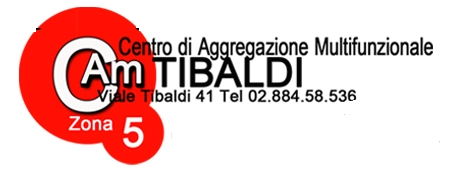 Centro di Aggregazione Multifunzionale
CAm TIBALDI
Viale Tibaldi 41 Tel 02.884.58.536
Zona 5